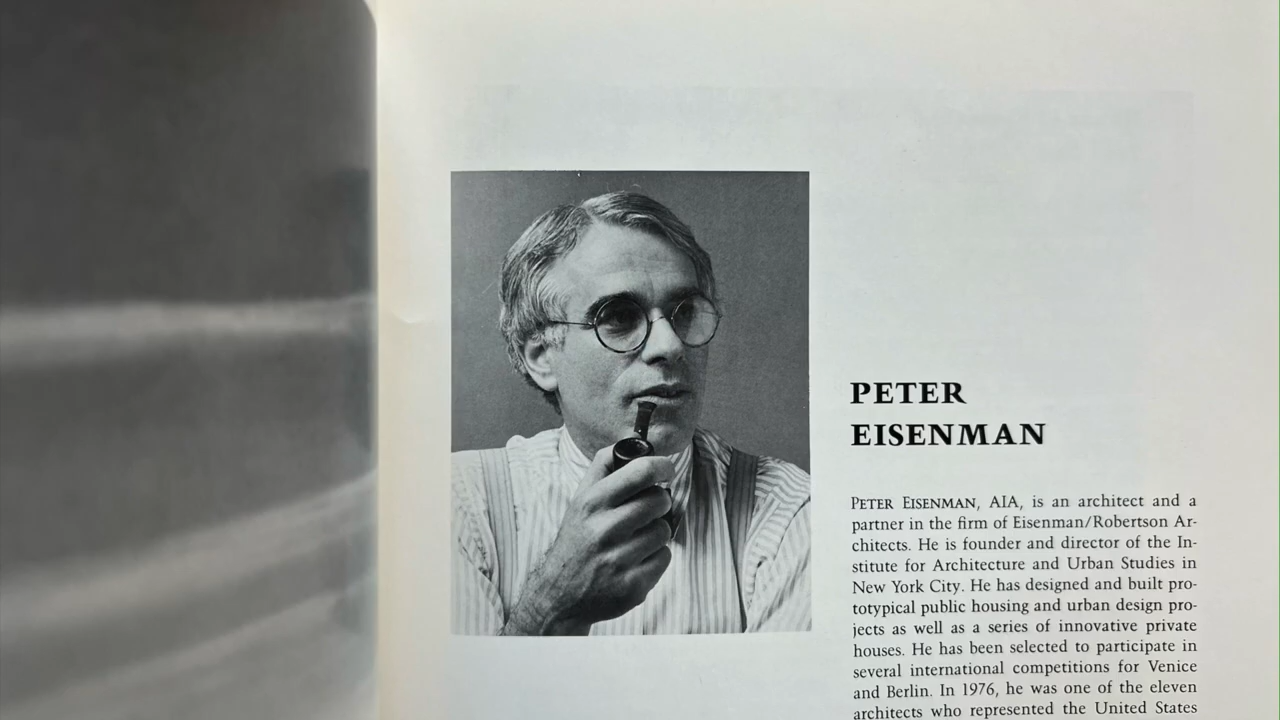 PETER
EISENMAN
PETER EISENMAN, AIA, is an architect and a
partner in the firm of Eisenman/Robertson Ar-
chitects. He is founder and director of the In-
stitute for Architecture and Urban Studies in
New York City. He has designed and built pro-
totypical public housing and urban design pro-
jects as well as a series of innovative private
houses. He has been selected to participate in
several international competitions for Venice
and Berlin. In 1976, he was one of the eleven
architects who represented the United States